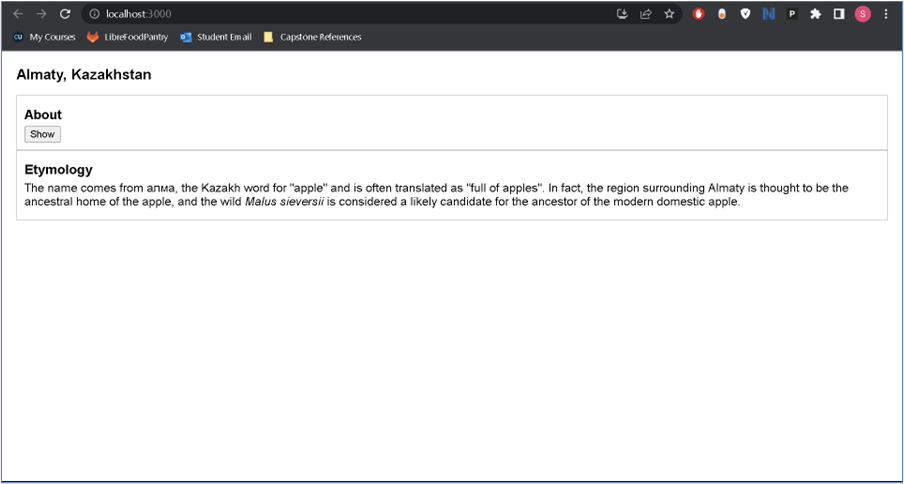 localhost:3000
P
S
CU My Courses LibreFoodPantry Student Email Capstone References
Almaty, Kazakhstan
About
Show
Etymology
The name comes from алма, the Kazakh word for "apple" and is often translated as "full of apples". In fact, the region surrounding Almaty is thought to be the
ancestral home of the apple, and the wild Malus sieversii is considered a likely candidate for the ancestor of the modern domestic apple.